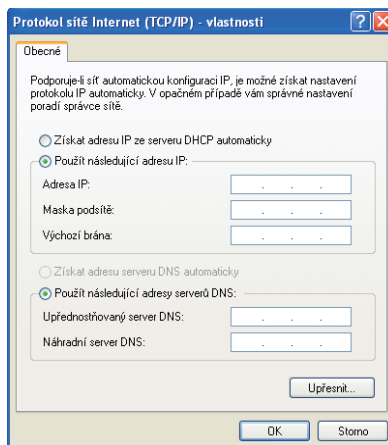 Protokol sítě Internet (TCP/IP) - vlastnosti
Obecné
Podporuje-li síť automatickou konfiguraci IP, je možné získat nastavení
protokolu IP automaticky. V opačném případě vám správné nastavení
poradí správce sítě.
Získat adresu IP ze serveru DHCP automaticky
Použít následující adresu IP:
Adresa IP:
Maska podsítě:
Výchozí brána:
Získat adresu serveru DNS automaticky
Použít následující adresy serverů DNS:
Upřednostňovaný server DNS:
Náhradní server DNS:
Upřesnit...
OK Storno